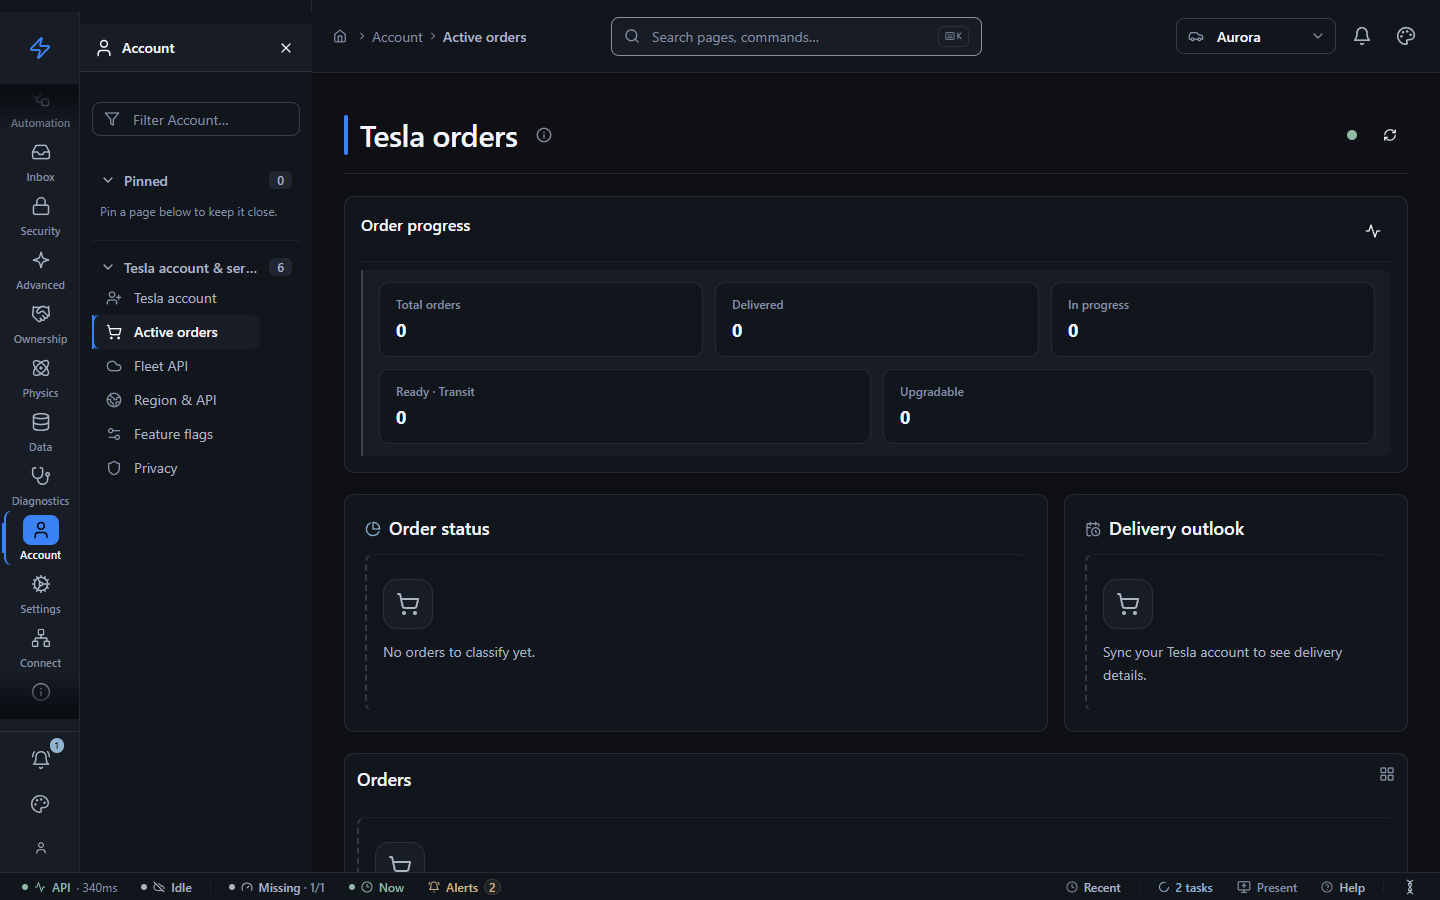 Account
Account
Active orders
Search pages, commands...
K
Aurora
Automation
Inbox
Security
Advanced
Ownership
Physics
Data
Diagnostics
Account
Settings
Connect
1
Filter Account...
Pinned
0
Pin a page below to keep it close.
Tesla account & ser...
6
Tesla account
Active orders
Fleet API
Region & API
Feature flags
Privacy
Tesla orders
Order progress
Total orders
0
Delivered
0
In progress
0
Ready · Transit
0
Upgradable
0
Order status
No orders to classify yet.
Delivery outlook
Sync your Tesla account to see delivery
details.
Orders
API · 340ms
Idle
Missing · 1/1
Now
Alerts 2
Recent
2 tasks
Present
Help